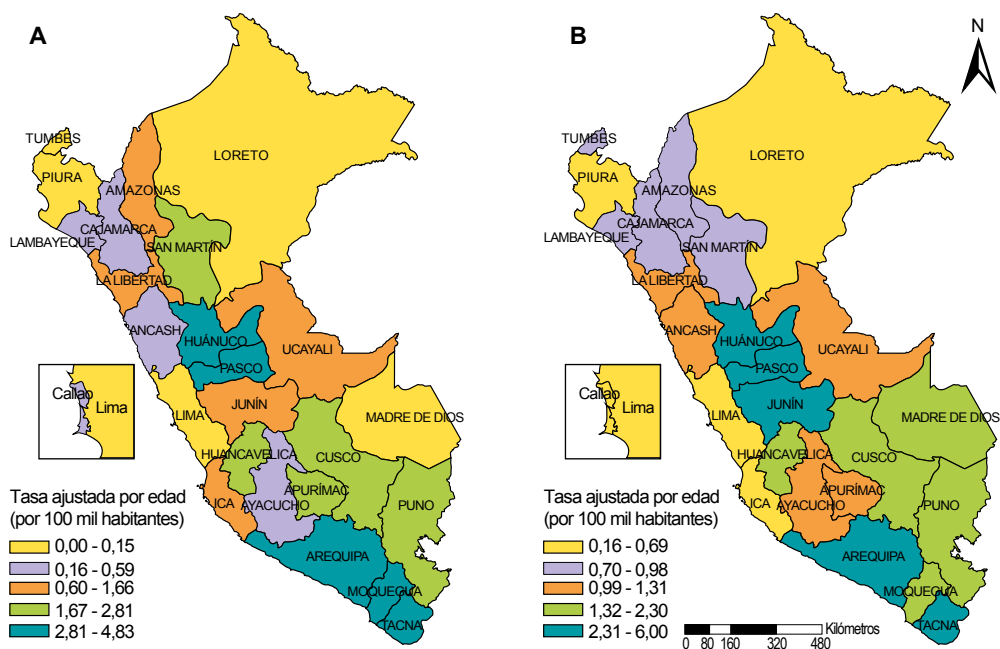 A
TUMBES
PIURA
LORETO
AMAZONAS
CAJAMARCA
LAMBAYEQUE
SAN MARTÍN
LA LIBERTAD
ANCASH
HUÁNUCO
UCAYALI
PASCO
Callao
Lima
LIMA
JUNÍN
MADRE DE DIOS
HUANCAVELICA
CUSCO
ICA
AYACUCHO
APURÍMAC
PUNO
AREQUIPA
MOQUEGUA
TACNA
Tasa ajustada por edad
(por 100 mil habitantes)
0,00 - 0,15
0,16 - 0,59
0,60 - 1,66
1,67 - 2,81
2,81 - 4,83
B
N
TUMBES
PIURA
LORETO
AMAZONAS
CAJAMARCA
LAMBAYEQUE
SAN MARTÍN
LA LIBERTAD
ANCASH
HUÁNUCO
UCAYALI
PASCO
Callao
Lima
LIMA
JUNÍN
MADRE DE DIOS
HUANCAVELICA
CUSCO
ICA
AYACUCHO
APURÍMAC
PUNO
AREQUIPA
MOQUEGUA
TACNA
Tasa ajustada por edad
(por 100 mil habitantes)
0,16 - 0,69
0,70 - 0,98
0,99 - 1,31
1,32 - 2,30
2,31 - 6,00
Kilómetros
0 80 160 320 480